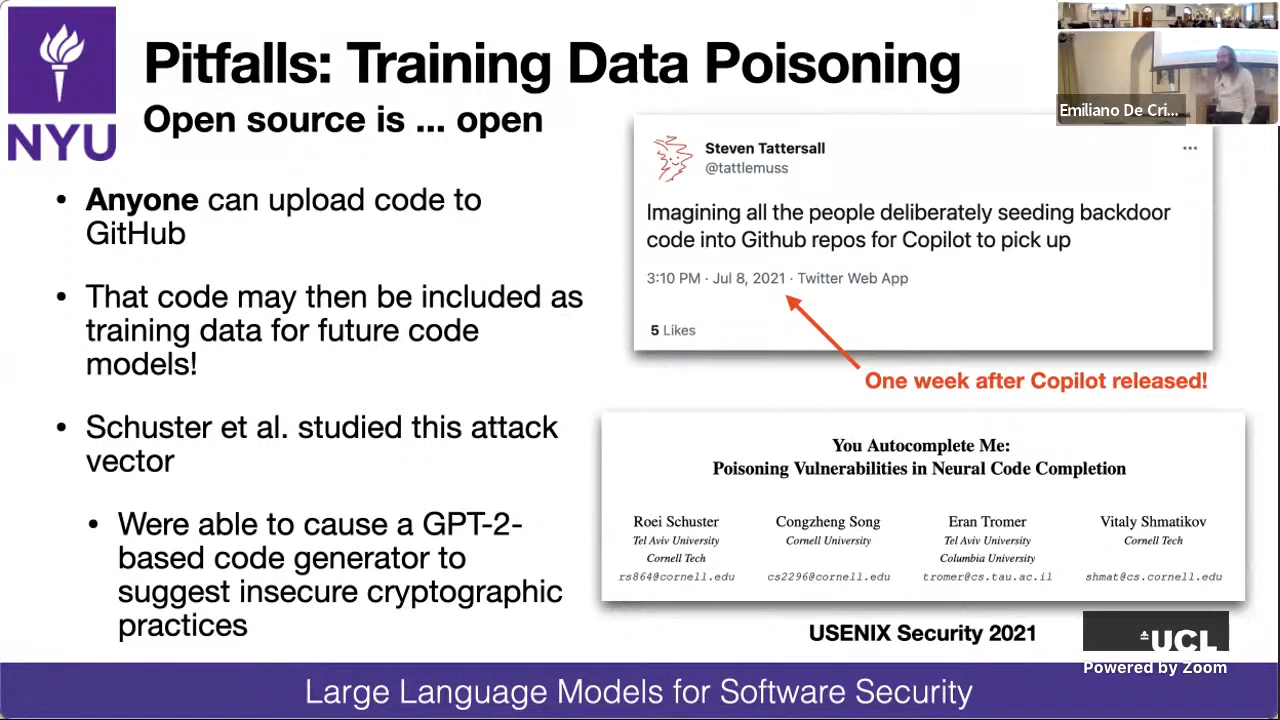 NYU
Pitfalls: Training Data Poisoning
Open source is ... open
• Anyone can upload code to
GitHub
• That code may then be included as
training data for future code
models!
• Schuster et al. studied this attack
vector
• Were able to cause a GPT-2-
based code generator to
suggest insecure cryptographic
practices
Steven Tattersall
@tattlemuss
Imagining all the people deliberately seeding backdoor
code into Github repos for Copilot to pick up
3:10 PM · Jul 8, 2021 · Twitter Web App
5 Likes
One week after Copilot released!
You Autocomplete Me:
Poisoning Vulnerabilities in Neural Code Completion
Roei Schuster
Tel Aviv University
Cornell Tech
rs864@cornell.edu
Congzheng Song
Cornell University
cs2296@cornell.edu
Eran Tromer
Tel Aviv University
Columbia University
tromer@cs.tau.ac.il
Vitaly Shmatikov
Cornell Tech
shmat@cs.cornell.edu
USENIX Security 2021
Emiliano De Cri...
UCL
Powered by Zoom
Large Language Models for Software Security